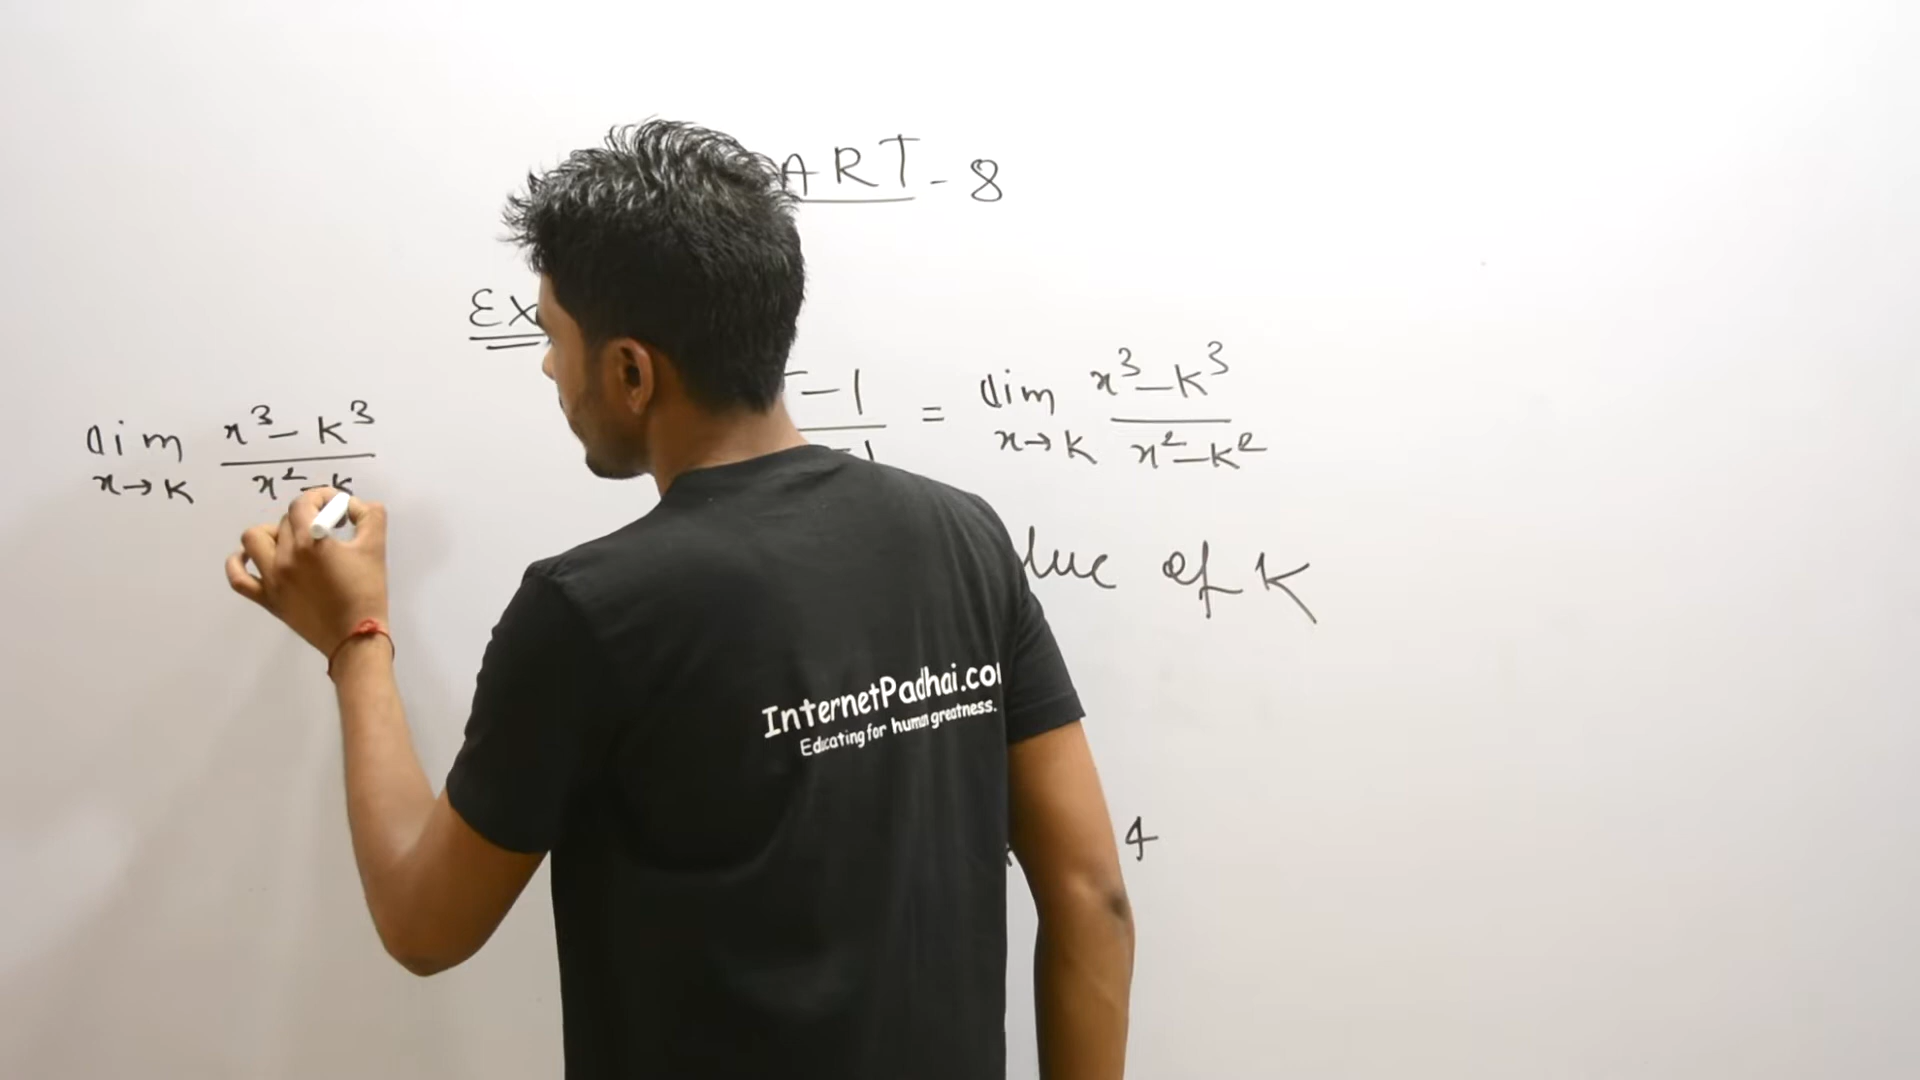 ART - 8
Ex
lim x→k x³-k³ / x²-k
-1 / -1 = lim x→k x³-k³ / x²-k²
lue of k
4
InternetPadhai.co
Educating for human greatness.